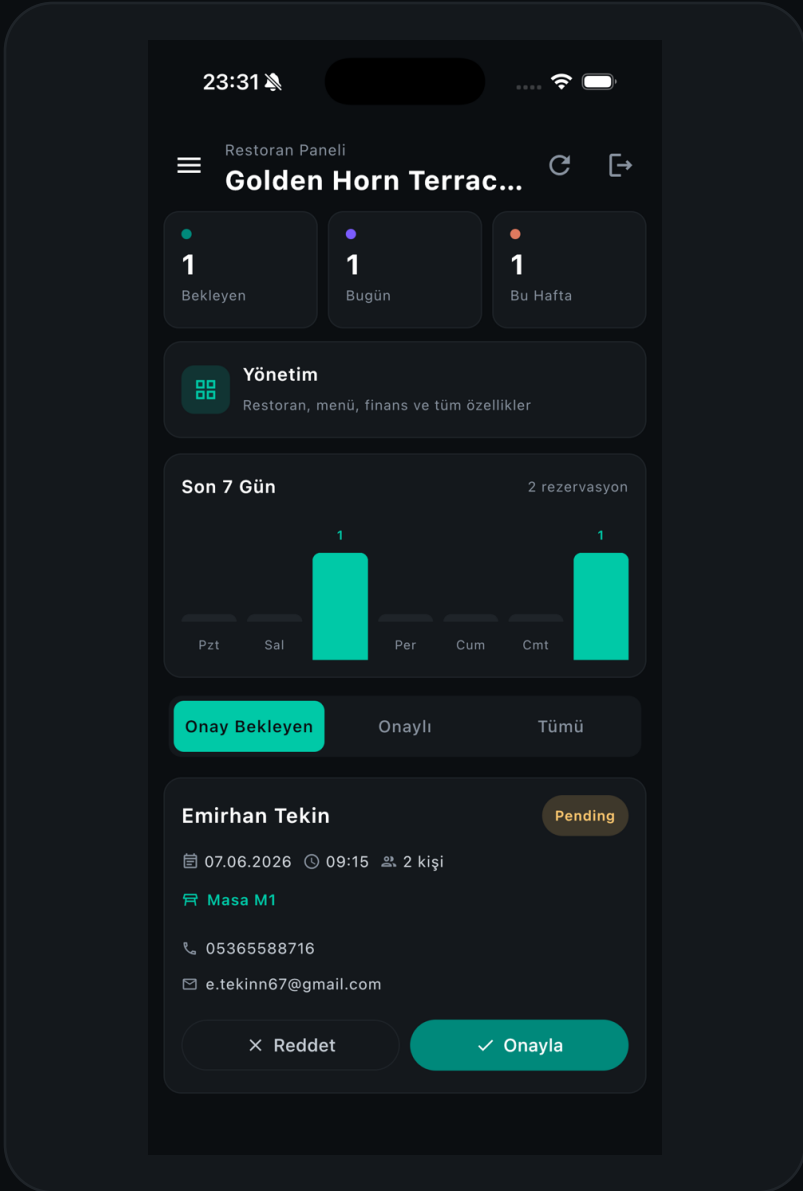 23:31
Restoran Paneli
Golden Horn Terrac...
1
Bekleyen
1
Bugün
1
Bu Hafta
Yönetim
Restoran, menü, finans ve tüm özellikler
Son 7 Gün
2 rezervasyon
1
1
Pzt Sal Per Cum Cmt
Onay Bekleyen Onaylı Tümü
Emirhan Tekin
Pending
07.06.2026 09:15 2 kişi
Masa M1
05365588716
e.tekinn67@gmail.com
Reddet
Onayla